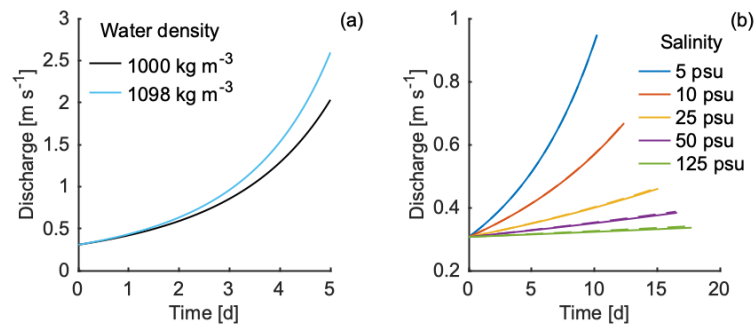 (a)
Water density
1000 kg m⁻³
1098 kg m⁻³
Discharge [m s⁻¹]
3
2.5
2
1.5
1
0.5
0
0 1 2 3 4 5
Time [d]
(b)
Salinity
5 psu
10 psu
25 psu
50 psu
125 psu
Discharge [m s⁻¹]
1
0.8
0.6
0.4
0.2
0 5 10 15 20
Time [d]